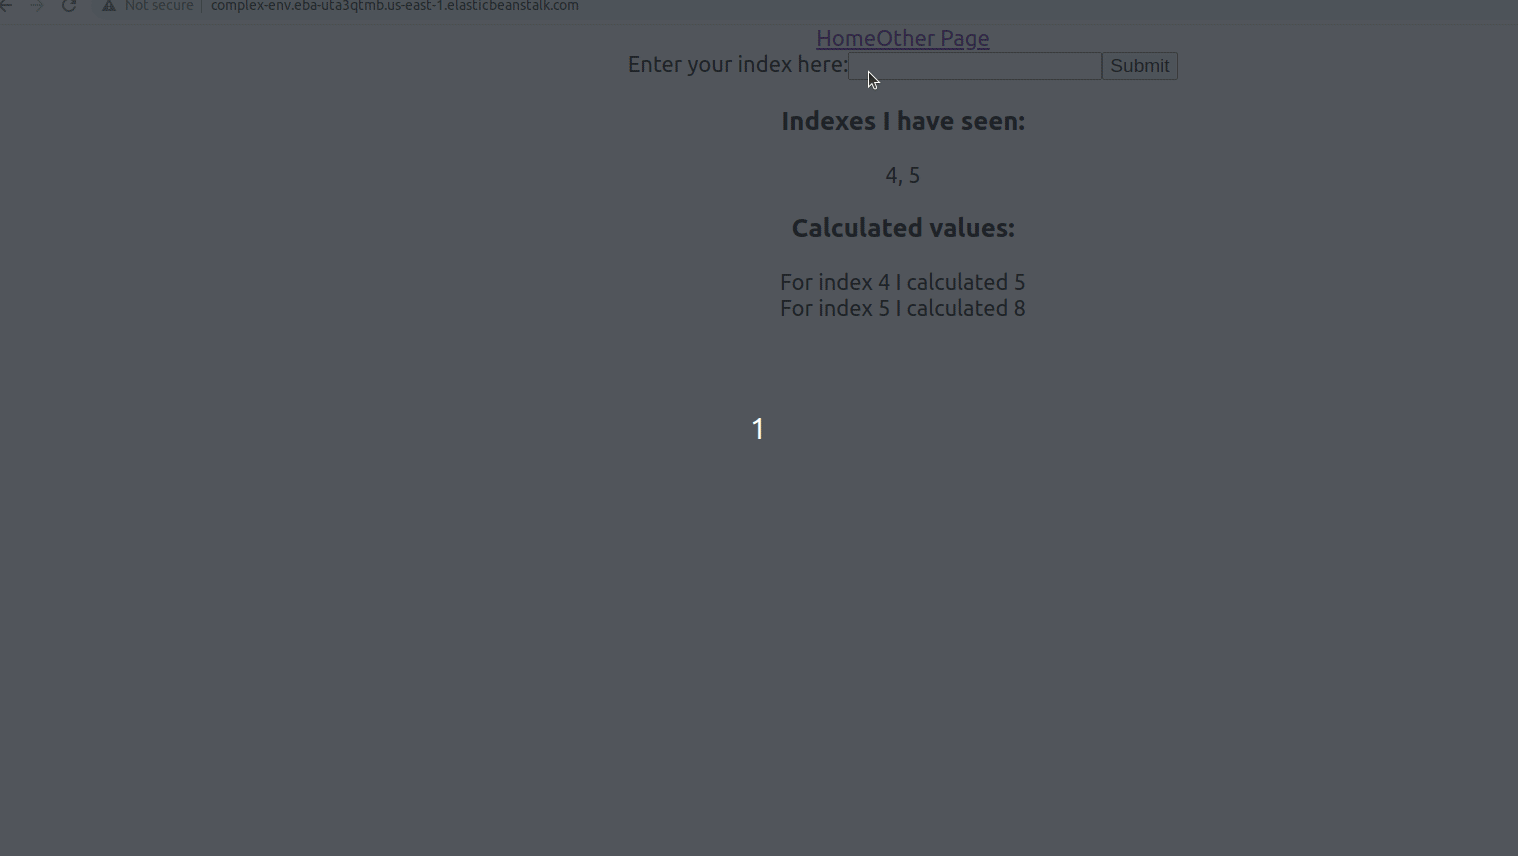 Not secure complex-env.eba-uta3qtmb.us-east-1.elasticbeanstalk.com
HomeOther Page
Enter your index here: Submit
Indexes I have seen:
4, 5
Calculated values:
For index 4 I calculated 5
For index 5 I calculated 8
1